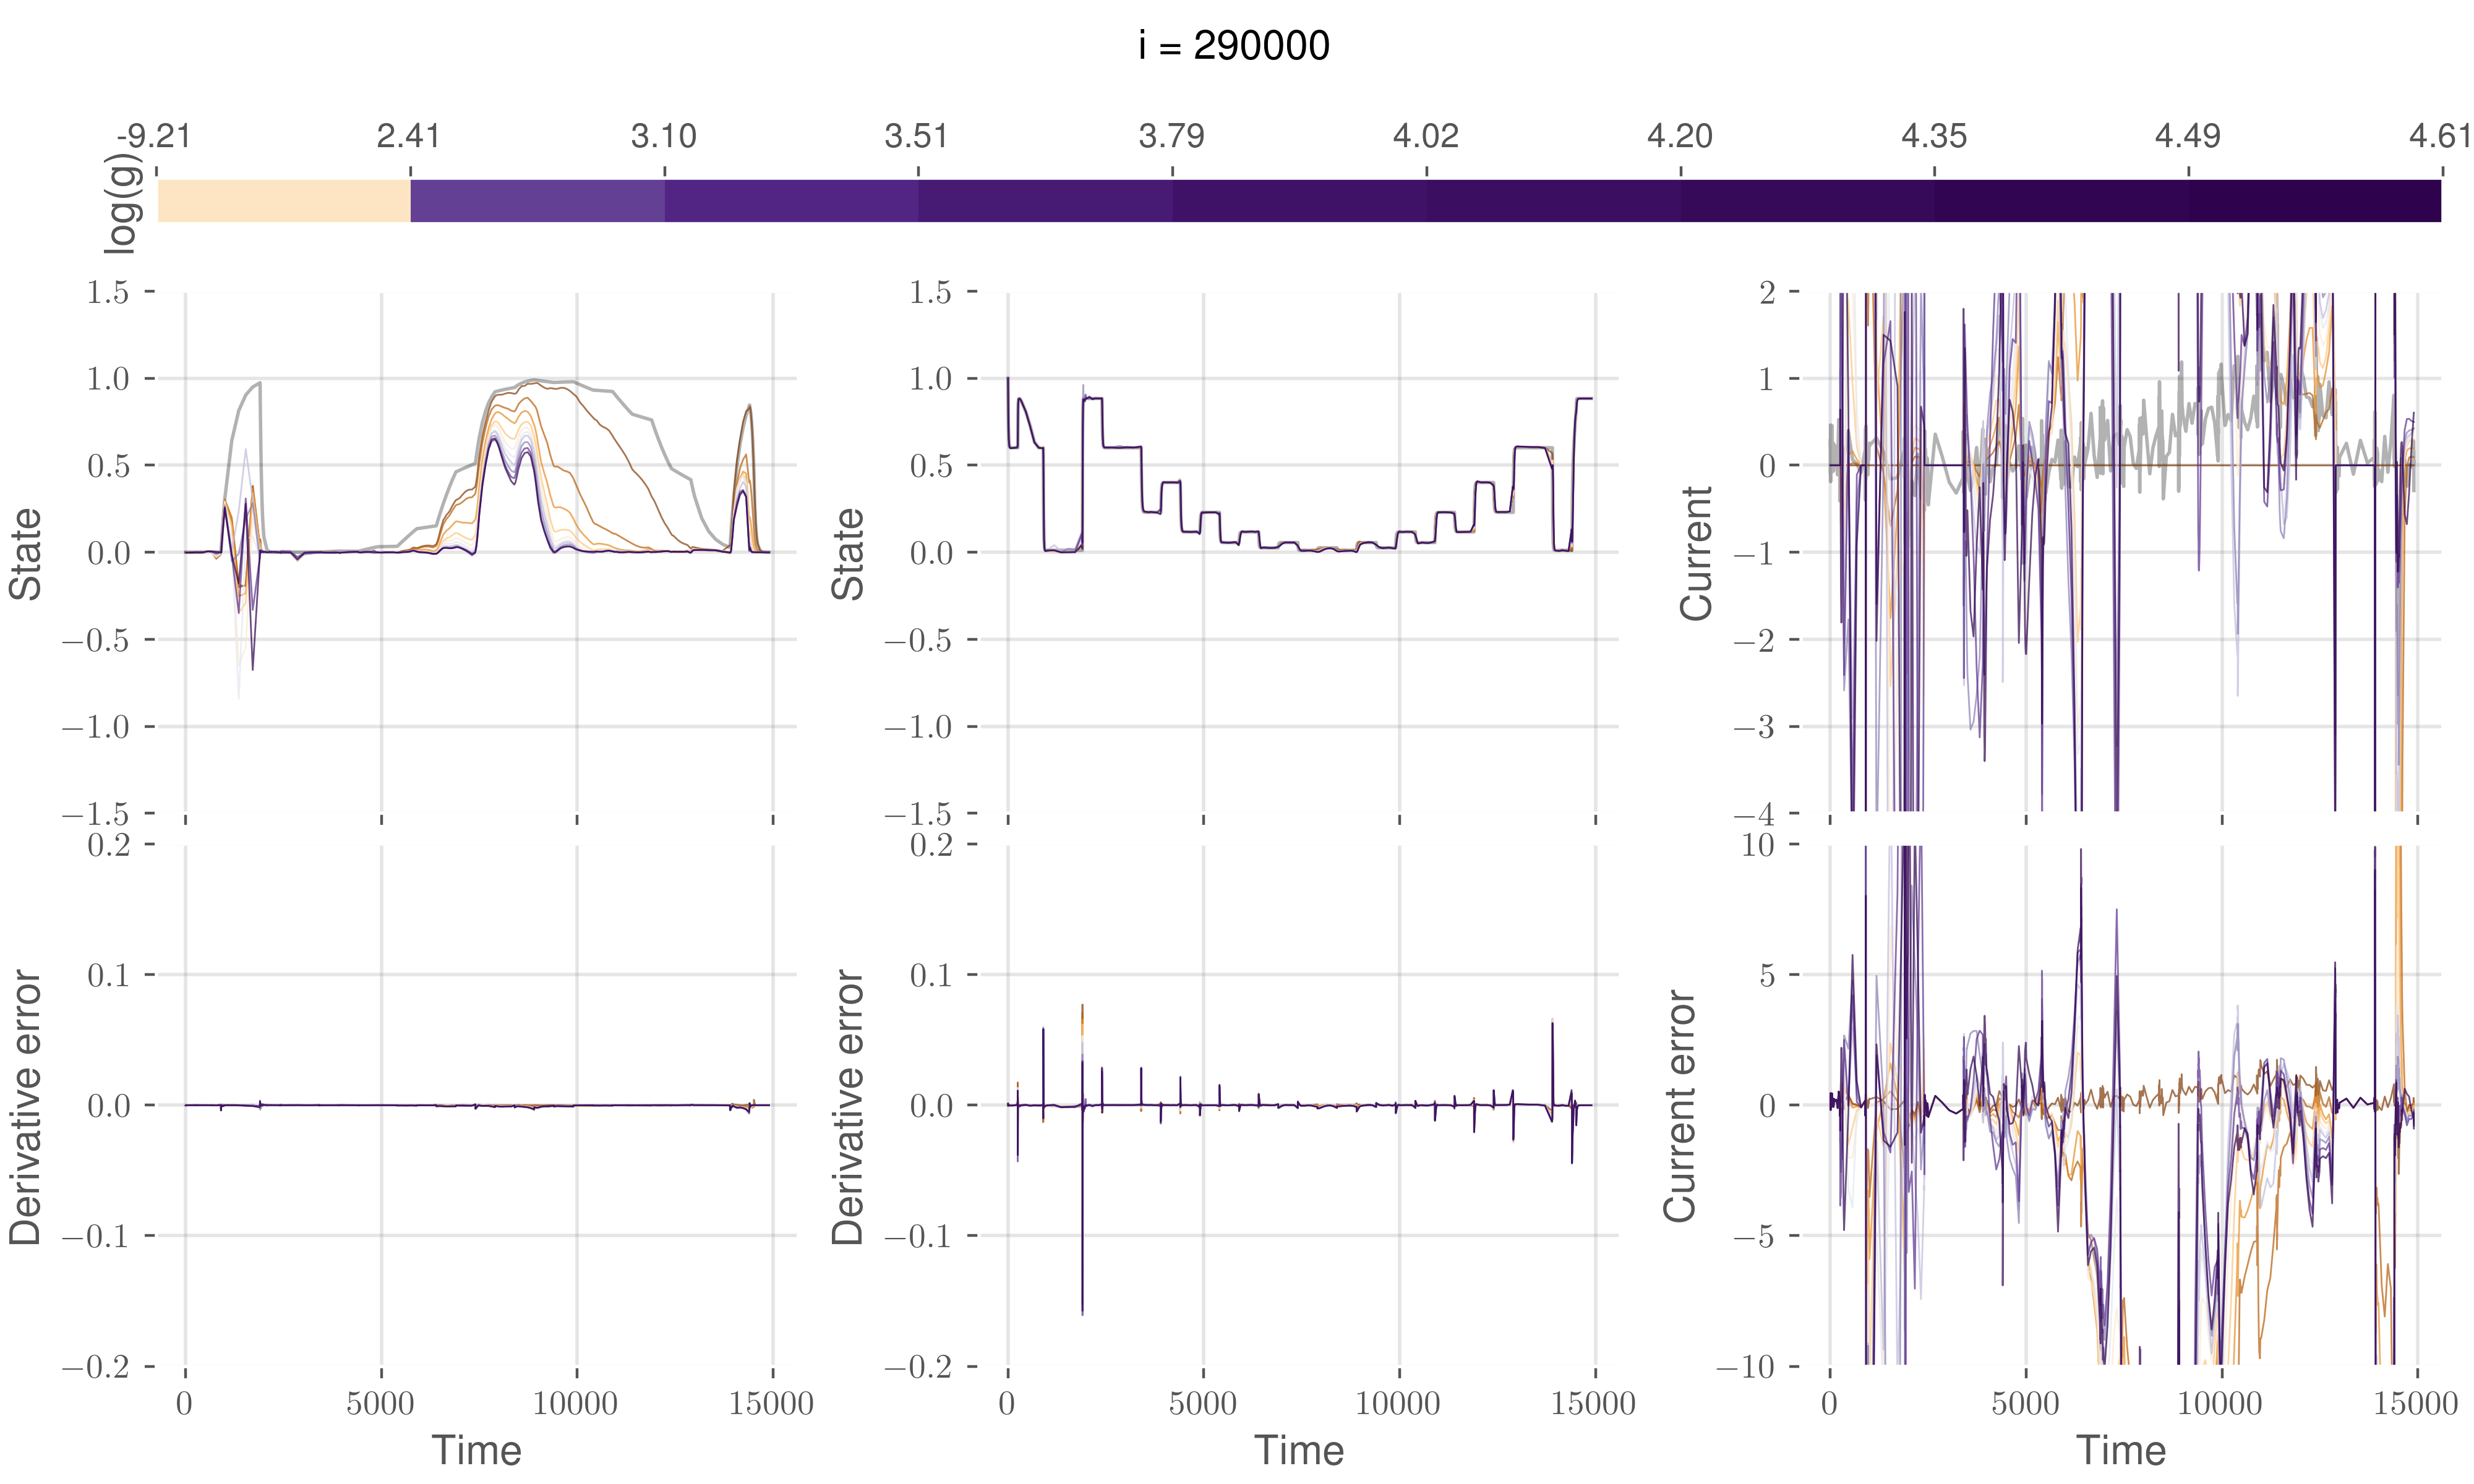 i = 290000
-9.21 2.41 3.10 3.51 3.79 4.02 4.20 4.35 4.49 4.61
log(g)
1.5 1.0 0.5 0.0 −0.5 −1.0 −1.5
State
1.5 1.0 0.5 0.0 −0.5 −1.0 −1.5
State
2 1 0 −1 −2 −3 −4
Current
0.2 0.1 0.0 −0.1 −0.2
Derivative error
0 5000 10000 15000
Time
0.2 0.1 0.0 −0.1 −0.2
Derivative error
0 5000 10000 15000
Time
10 5 0 −5 −10
Current error
0 5000 10000 15000
Time